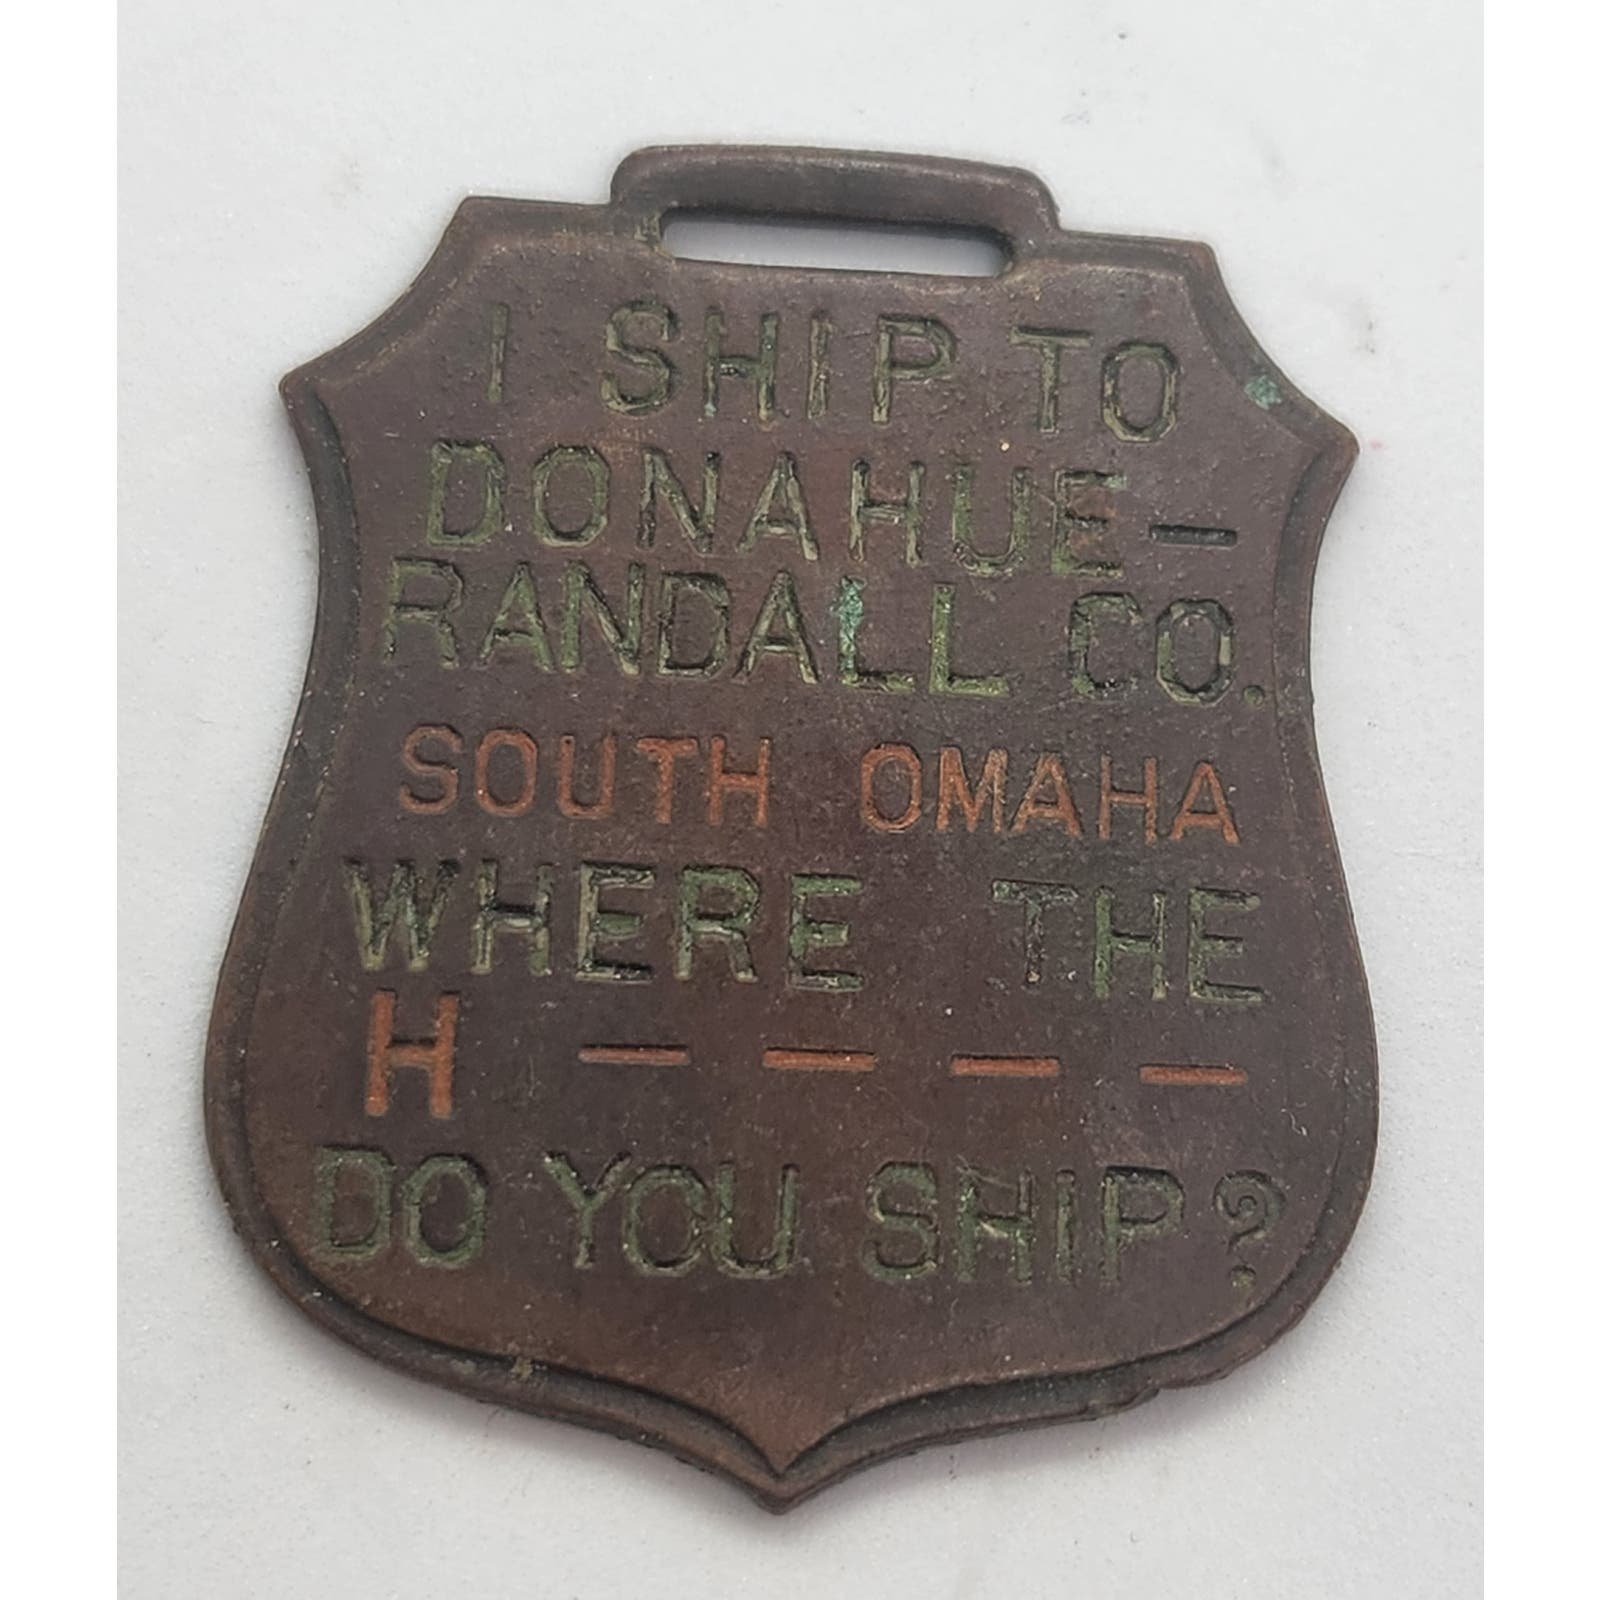 I SHIP TO
DONAHUE-
RANDALL CO.
SOUTH OMAHA
WHERE THE
H - - - -
DO YOU SHIP?